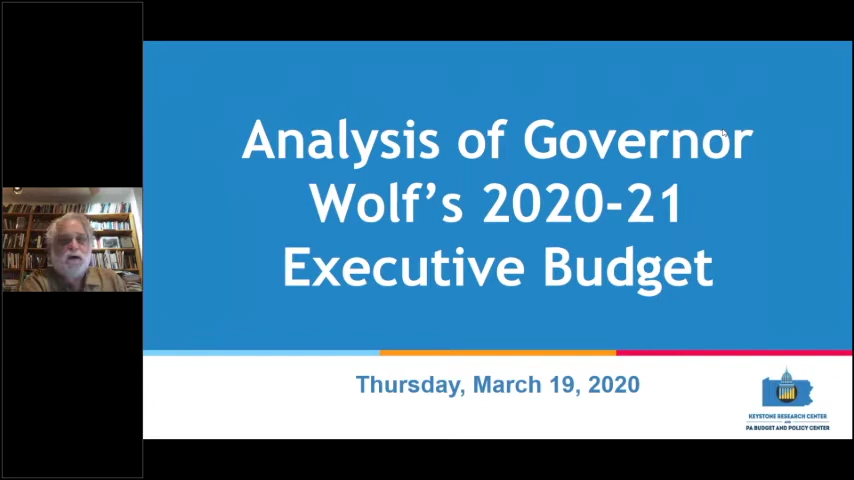 Analysis of Governor
Wolf's 2020-21
Executive Budget
Thursday, March 19, 2020
KEYSTONE RESEARCH CENTER
AND
PA BUDGET AND POLICY CENTER